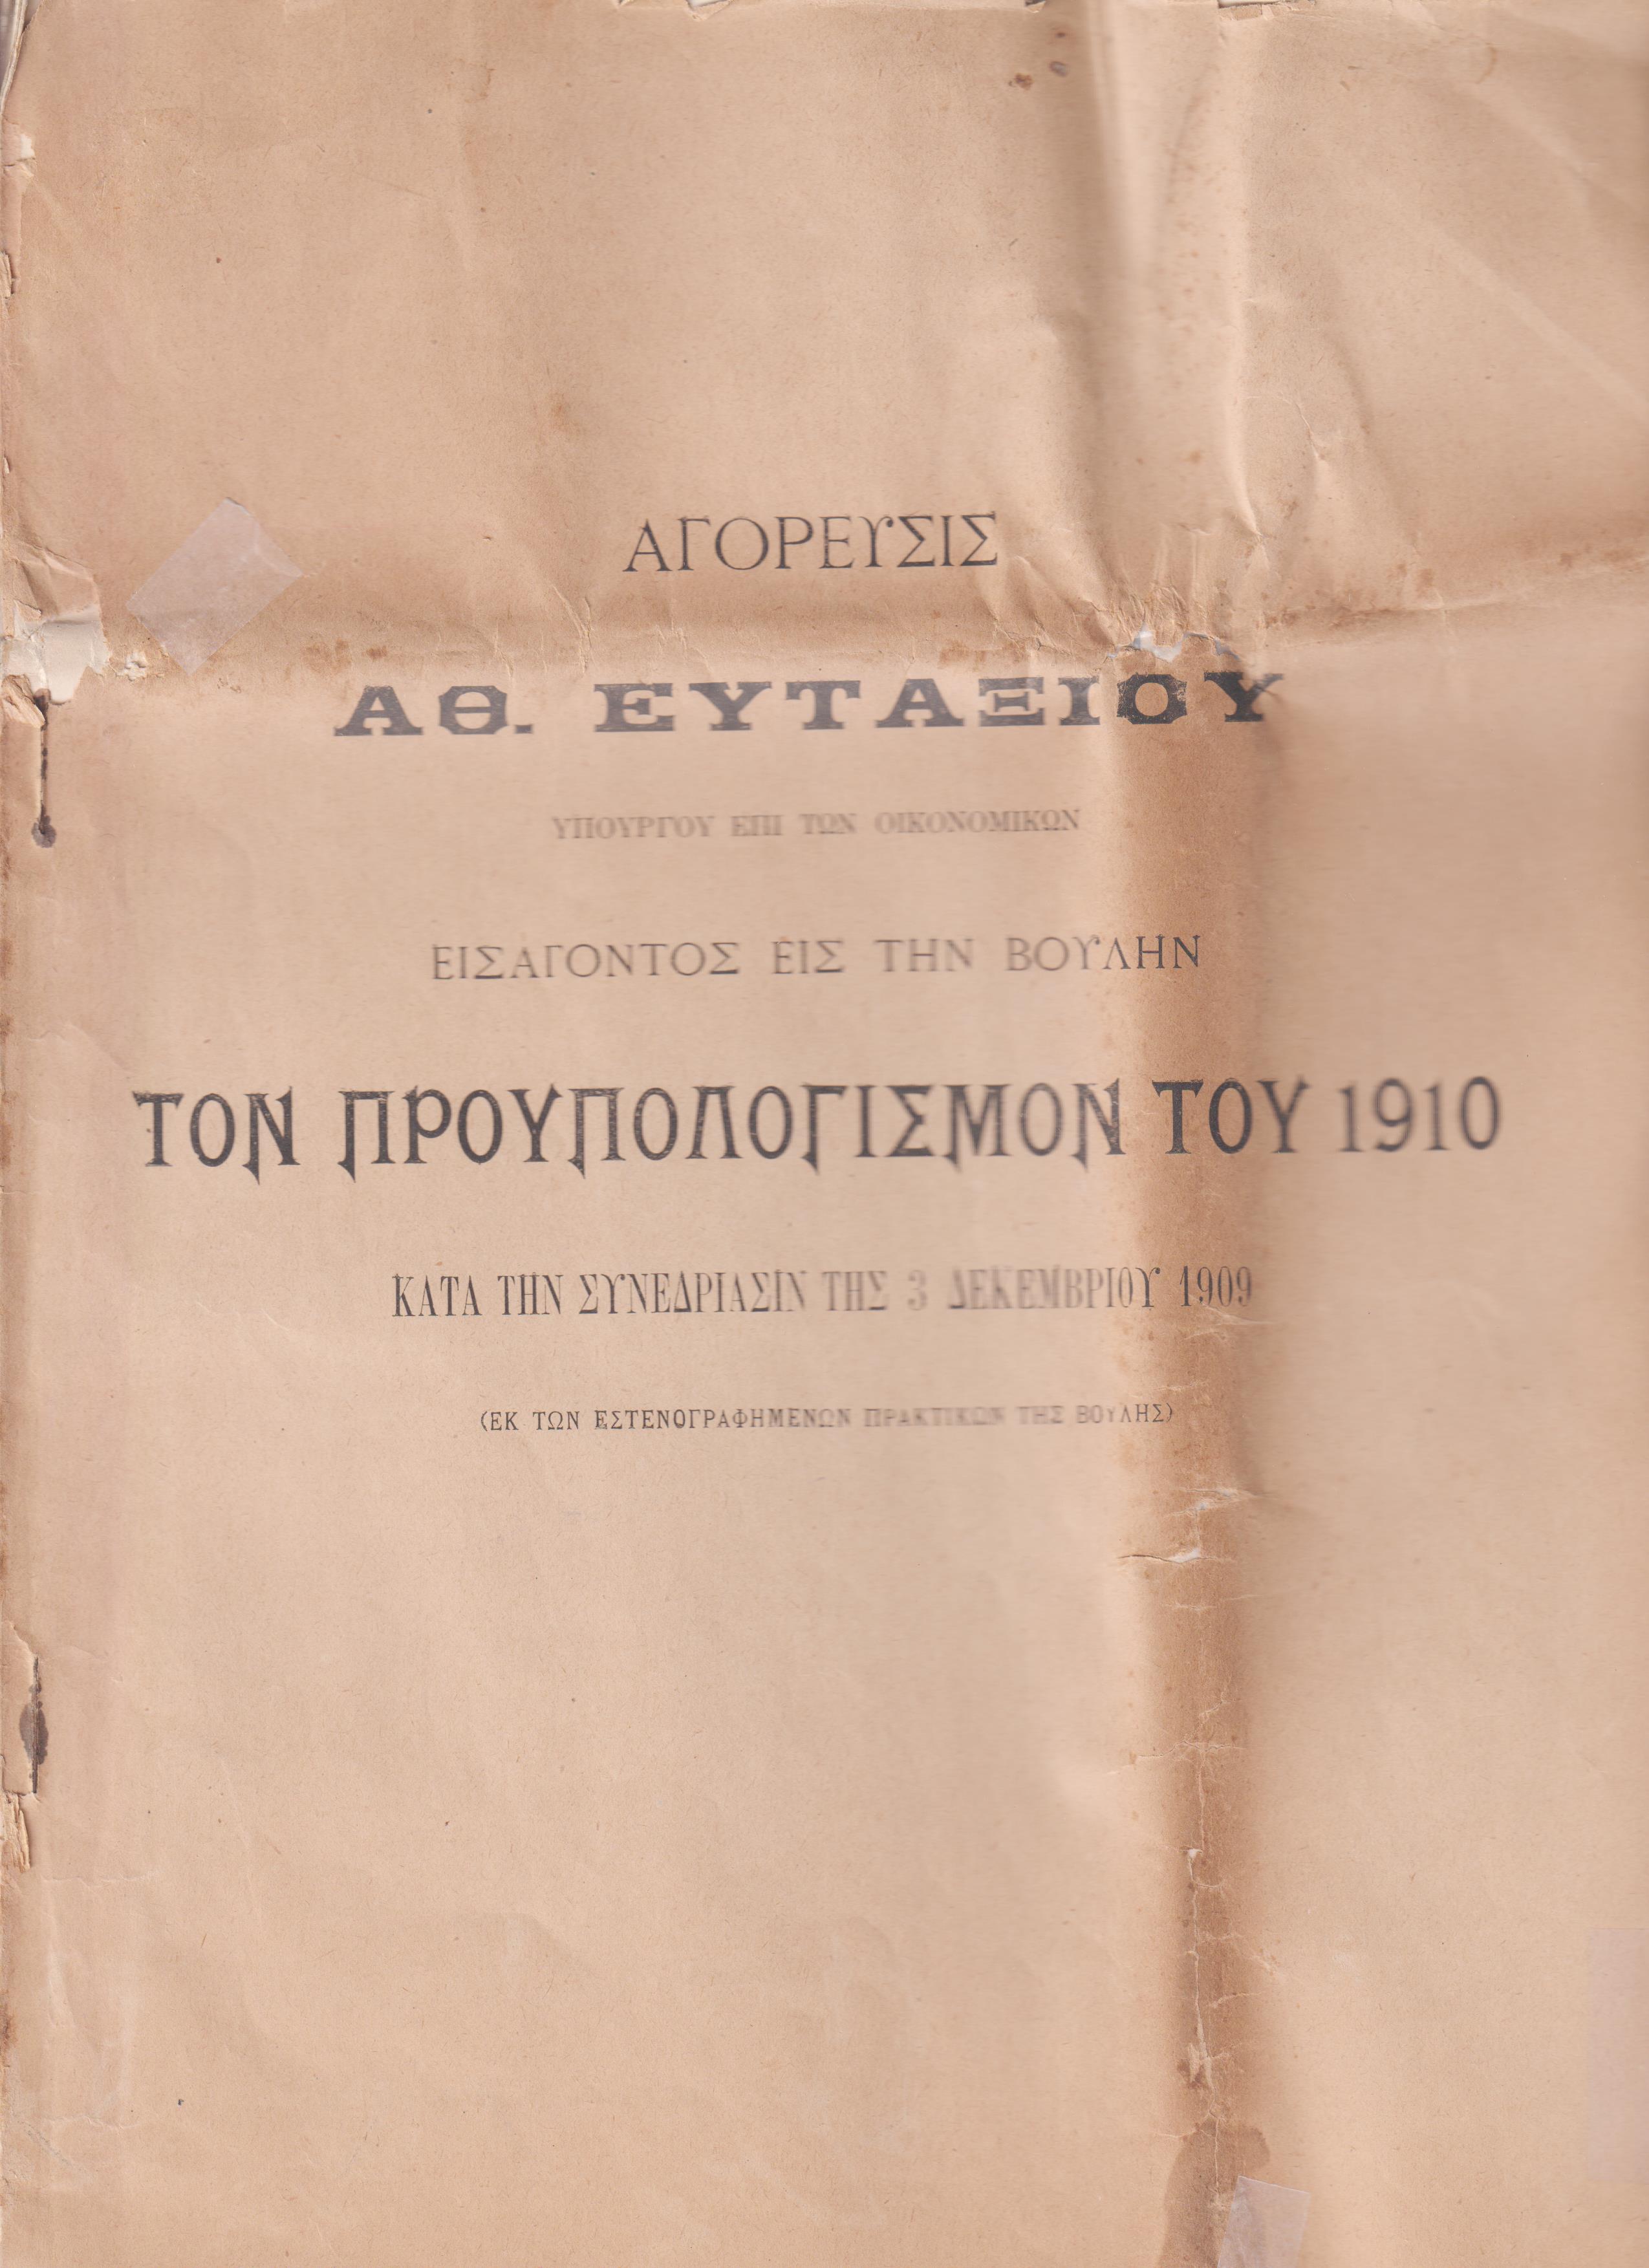 ΑΓΟΡΕΥΣΙΣ
ΑΘ. ΕΥΤΑΞΙΟΥ
ΥΠΟΥΡΓΟΥ ΕΠΙ ΤΩΝ ΟΙΚΟΝΟΜΙΚΩΝ
ΕΙΣΑΓΟΝΤΟΣ ΕΙΣ ΤΗΝ ΒΟΥΛΗΝ
ΤΟΝ ΠΡΟΥΠΟΛΟΓΙΣΜΟΝ ΤΟΥ 1910
ΚΑΤΑ ΤΗΝ ΣΥΝΕΔΡΙΑΣΙΝ ΤΗΣ 3 ΔΕΚΕΜΒΡΙΟΥ 1909
(ΕΚ ΤΩΝ ΕΣΤΕΝΟΓΡΑΦΗΜΕΝΩΝ ΠΡΑΚΤΙΚΩΝ ΤΗΣ ΒΟΥΛΗΣ)